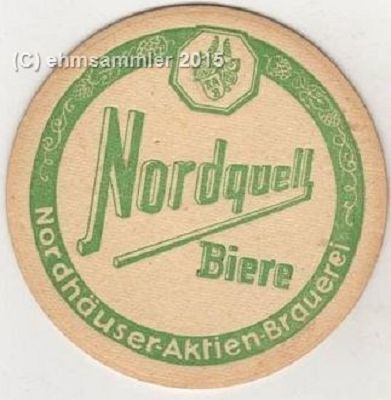 (C) ehmsammler 2015
Nordquell
Biere
Nordhäuser-Aktien-Brauerei